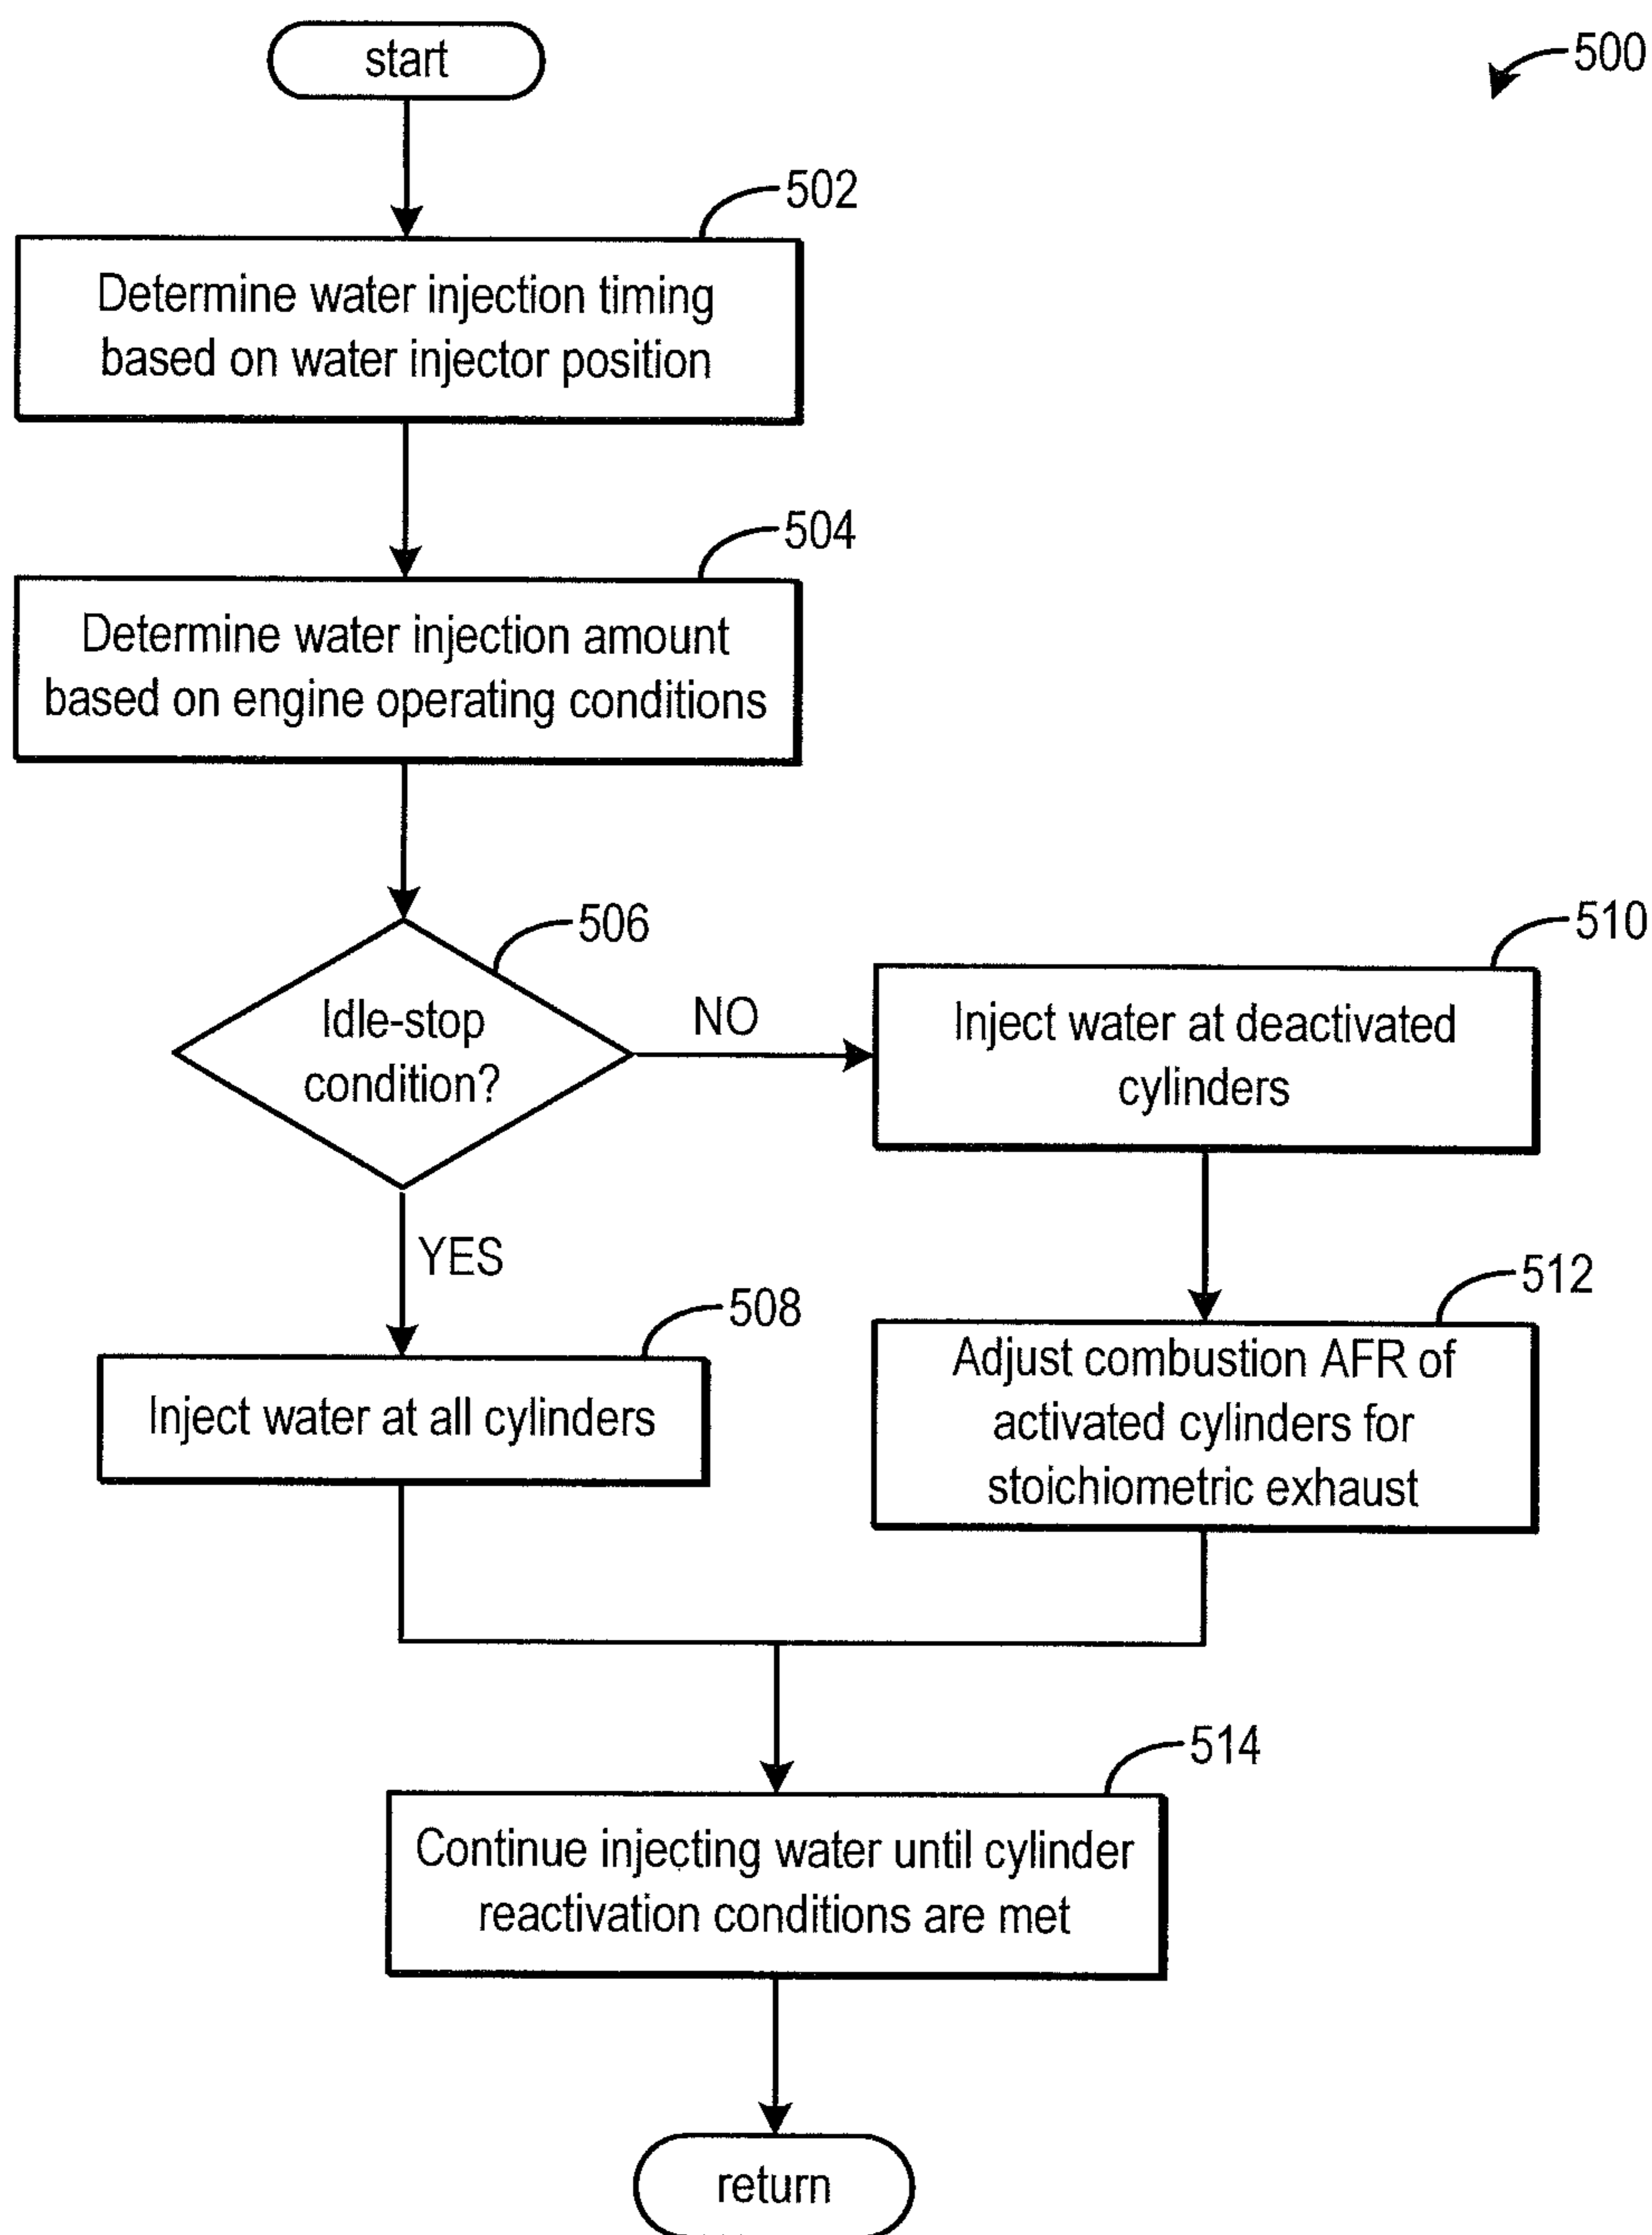 start
500
502
Determine water injection timing
based on water injector position
504
Determine water injection amount
based on engine operating conditions
506
Idle-stop
condition?
NO
510
Inject water at deactivated
cylinders
YES
508
Inject water at all cylinders
512
Adjust combustion AFR of
activated cylinders for
stoichiometric exhaust
514
Continue injecting water until cylinder
reactivation conditions are met
return